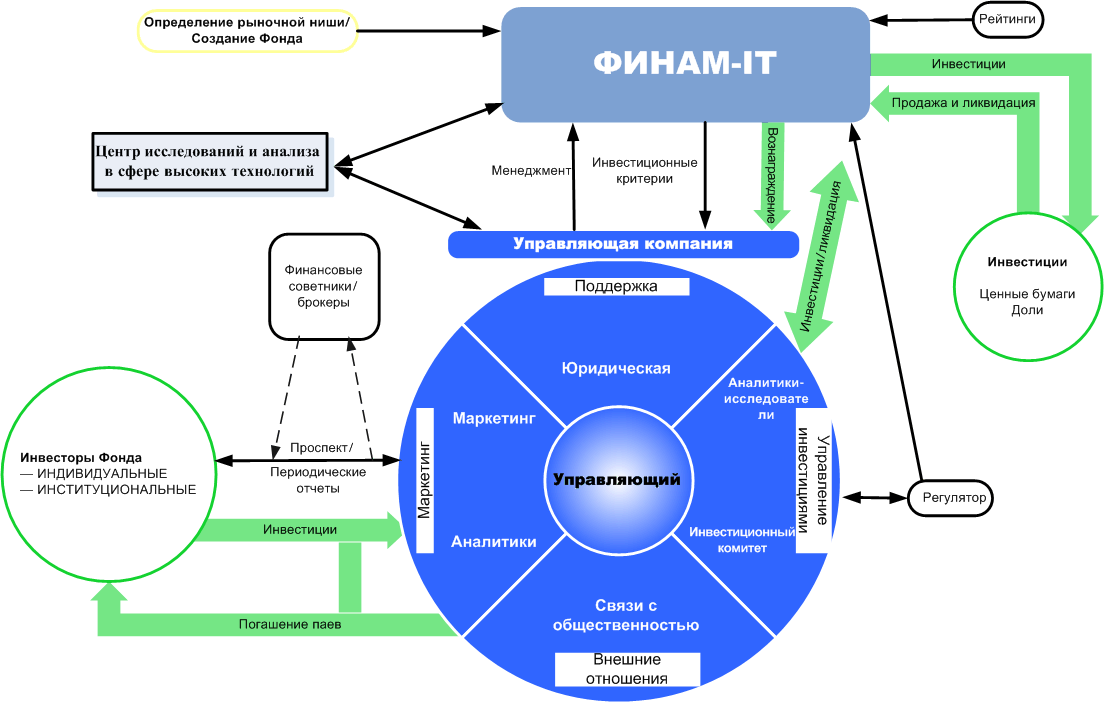 Определение рыночной ниши/
Создание Фонда
ФИНАМ-IT
Рейтинги
Инвестиции
Продажа и ликвидация
Центр исследований и анализа
в сфере высоких технологий
Менеджмент
Инвестиционные
критерии
Вознаграждение
Инвестиции/ликвидация
Управляющая компания
Инвестиции
Ценные бумаги
Доли
Финансовые
советники/
брокеры
Поддержка
Юридическая
Маркетинг
Маркетинг
Аналитики
Аналитики-
исследовате
ли
Управление
инвестициями
Инвестиционный
комитет
Управляющий
Связи с
общественностью
Внешние
отношения
Регулятор
Инвесторы Фонда
— ИНДИВИДУАЛЬНЫЕ
— ИНСТИТУЦИОНАЛЬНЫЕ
Проспект/
Периодические
отчеты
Инвестиции
Погашение паев